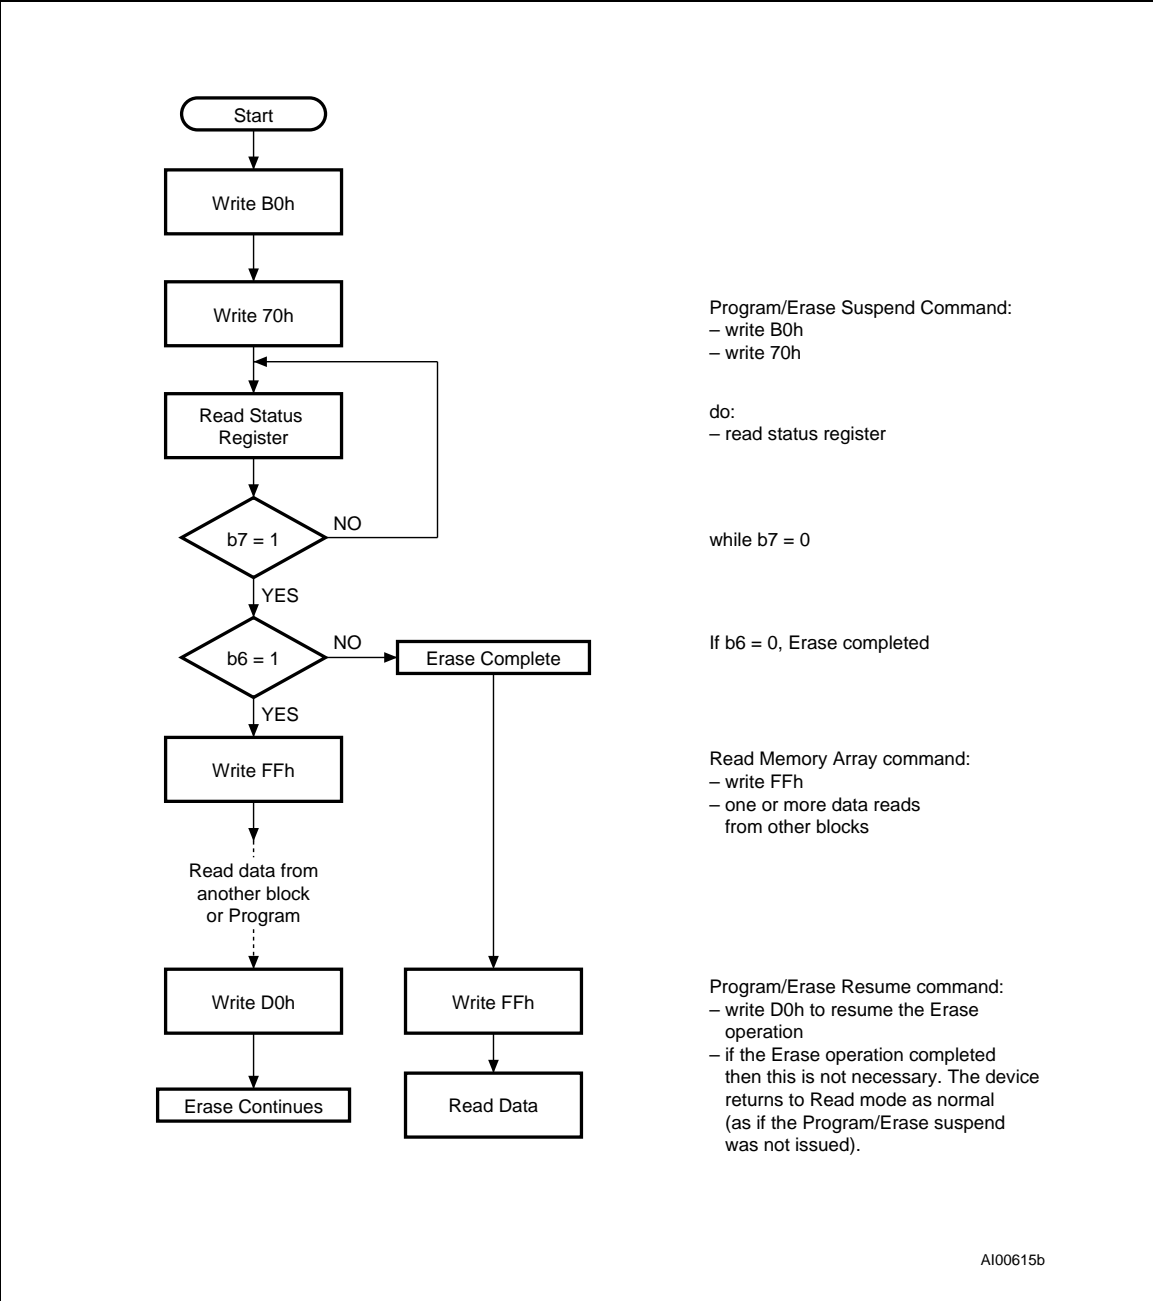 Start
Write B0h
Write 70h
Program/Erase Suspend Command:
– write B0h
– write 70h
Read Status
Register
do:
– read status register
b7 = 1
NO
while b7 = 0
YES
b6 = 1
NO
Erase Complete
If b6 = 0, Erase completed
YES
Write FFh
Read Memory Array command:
– write FFh
– one or more data reads
from other blocks
Read data from
another block
or Program
Write D0h
Write FFh
Program/Erase Resume command:
– write D0h to resume the Erase
operation
– if the Erase operation completed
then this is not necessary. The device
returns to Read mode as normal
(as if the Program/Erase suspend
was not issued).
Erase Continues
Read Data
AI00615b